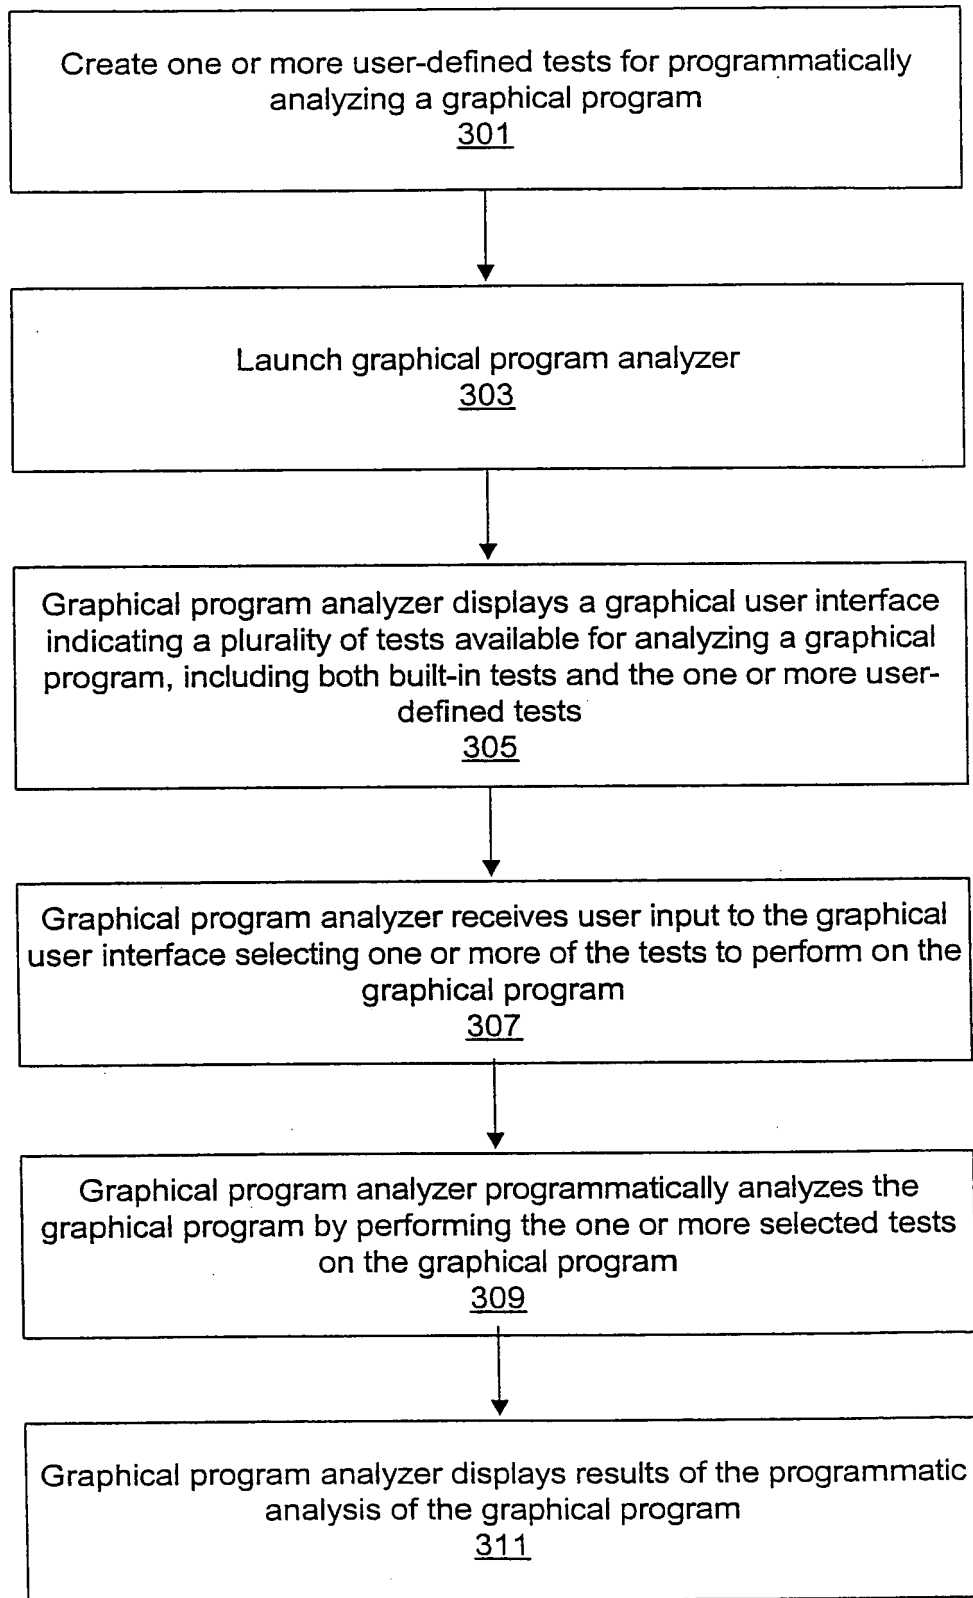 Create one or more user-defined tests for programmatically
analyzing a graphical program
301
Launch graphical program analyzer
303
Graphical program analyzer displays a graphical user interface
indicating a plurality of tests available for analyzing a graphical
program, including both built-in tests and the one or more user-
defined tests
305
Graphical program analyzer receives user input to the graphical
user interface selecting one or more of the tests to perform on the
graphical program
307
Graphical program analyzer programmatically analyzes the
graphical program by performing the one or more selected tests
on the graphical program
309
Graphical program analyzer displays results of the programmatic
analysis of the graphical program
311